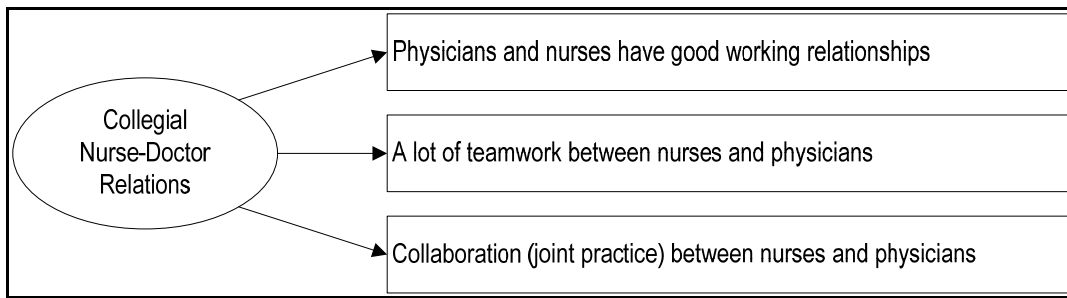 Collegial
Nurse-Doctor
Relations
Physicians and nurses have good working relationships
A lot of teamwork between nurses and physicians
Collaboration (joint practice) between nurses and physicians